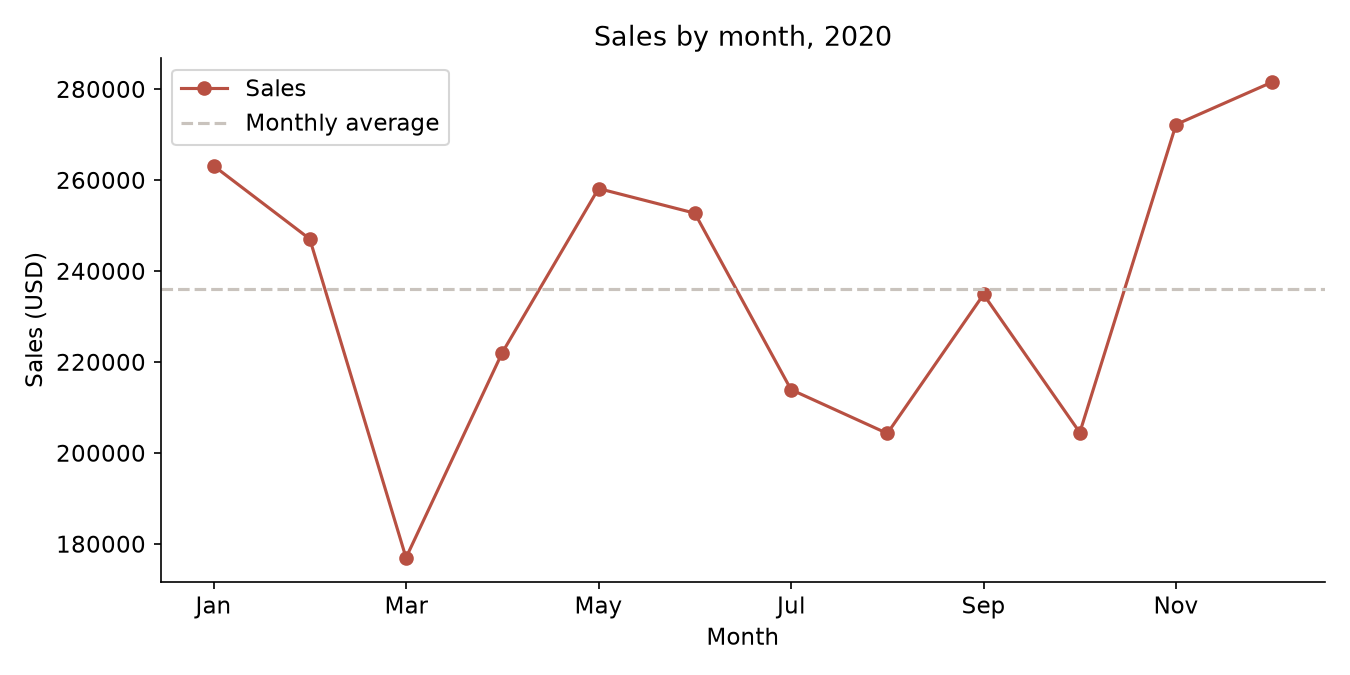 Sales by month, 2020
Sales
Monthly average
Sales (USD)
280000
260000
240000
220000
200000
180000
Jan Mar May Jul Sep Nov
Month